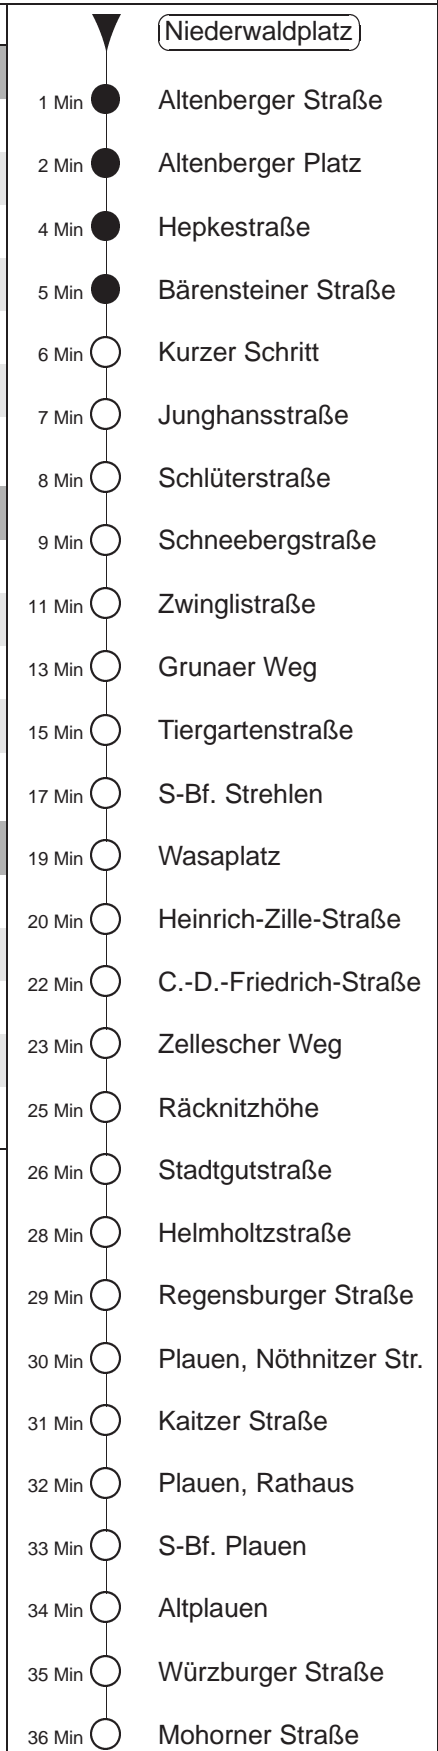 Niederwaldplatz
1 Min Altenberger Straße
2 Min Altenberger Platz
4 Min Hepkestraße
5 Min Bärensteiner Straße
6 Min Kurzer Schritt
7 Min Junghansstraße
8 Min Schlüterstraße
9 Min Schneebergstraße
11 Min Zwinglistraße
13 Min Grunaer Weg
15 Min Tiergartenstraße
17 Min S-Bf. Strehlen
19 Min Wasaplatz
20 Min Heinrich-Zille-Straße
22 Min C.-D.-Friedrich-Straße
23 Min Zellescher Weg
25 Min Räcknitzhöhe
26 Min Stadtgutstraße
28 Min Helmholtzstraße
29 Min Regensburger Straße
30 Min Plauen, Nöthnitzer Str.
31 Min Kaitzer Straße
32 Min Plauen, Rathaus
33 Min S-Bf. Plauen
34 Min Altplauen
35 Min Würzburger Straße
36 Min Mohorner Straße